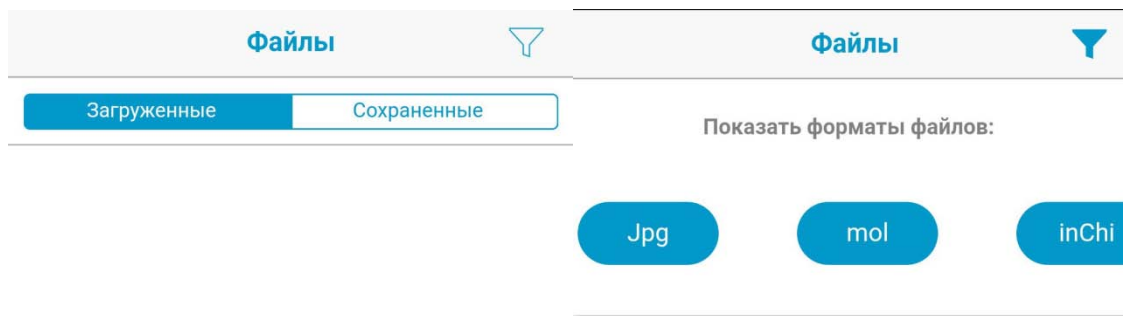 Файлы
Загруженные
Сохраненные
Файлы
Показать форматы файлов:
Jpg
mol
inChi